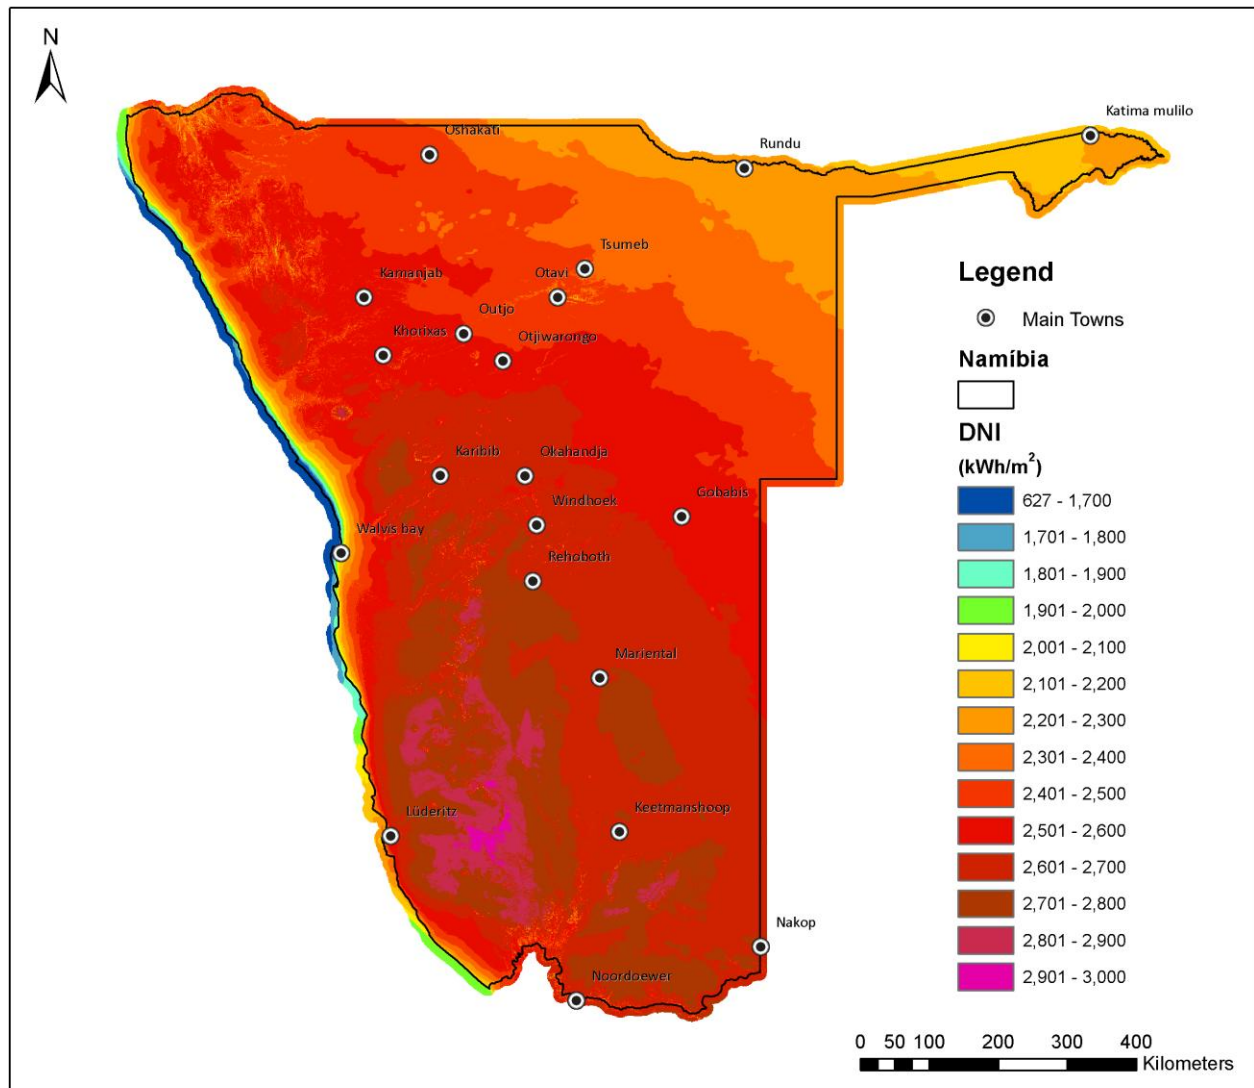 N
Katima mulilo
Oshakati
Rundu
Tsumeb
Kamanjab
Otavi
Outjo
Khorixas
Otjiwarongo
Karibib
Okahandja
Windhoek
Gobabis
Walvis bay
Rehoboth
Mariental
Lüderitz
Keetmanshoop
Nakop
Noordoewer
Legend
Main Towns
Namíbia
DNI
(kWh/m²)
627 - 1,700
1,701 - 1,800
1,801 - 1,900
1,901 - 2,000
2,001 - 2,100
2,101 - 2,200
2,201 - 2,300
2,301 - 2,400
2,401 - 2,500
2,501 - 2,600
2,601 - 2,700
2,701 - 2,800
2,801 - 2,900
2,901 - 3,000
0 50 100 200 300 400
Kilometers